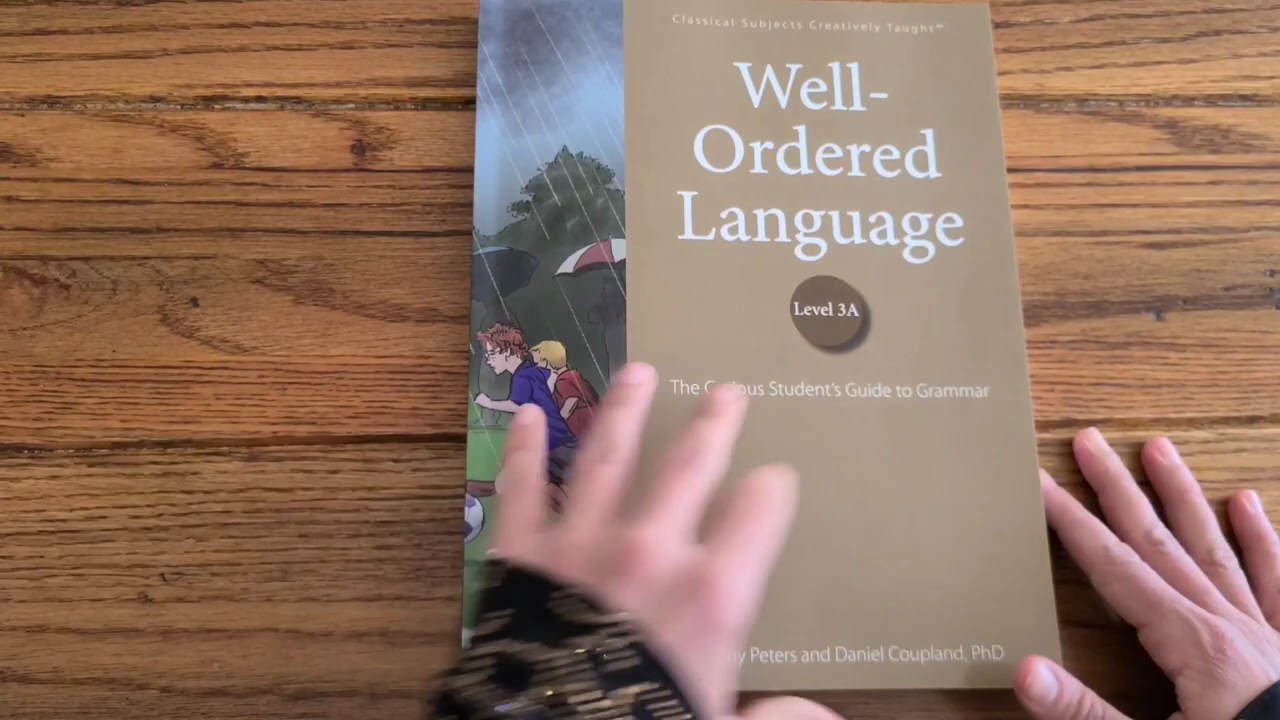 Classical Subjects Creatively Taught™
Well-
Ordered
Language
Level 3A
The Student's Guide to Grammar
Peters and Daniel Coupland, PhD